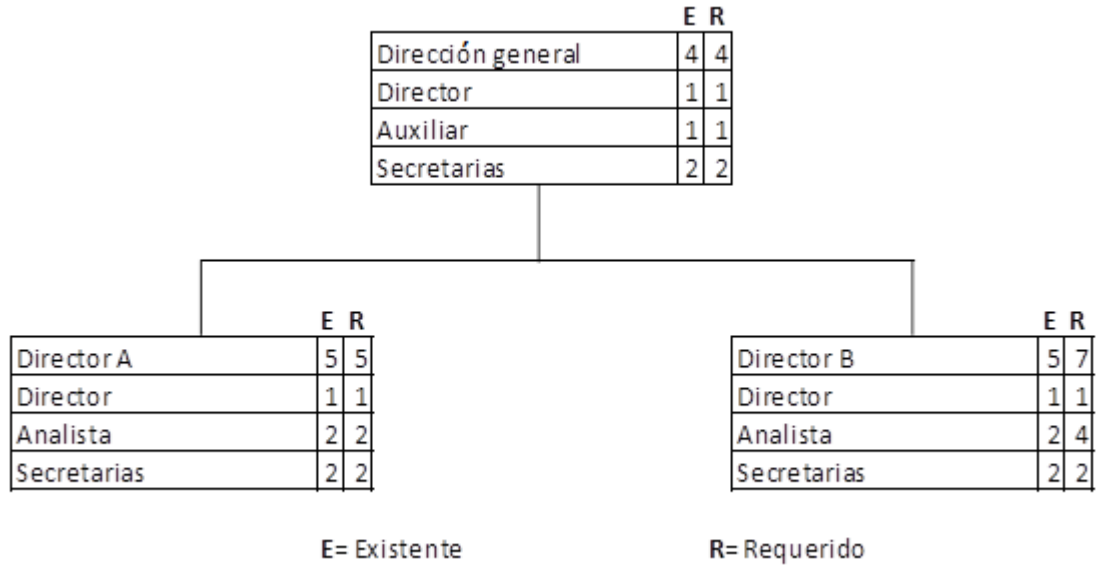 E R
Dirección general 4 4
Director 1 1
Auxiliar 1 1
Secretarias 2 2
E R
Director A 5 5
Director 1 1
Analista 2 2
Secretarias 2 2
E R
Director B 5 7
Director 1 1
Analista 2 4
Secretarias 2 2
E= Existente
R= Requerido